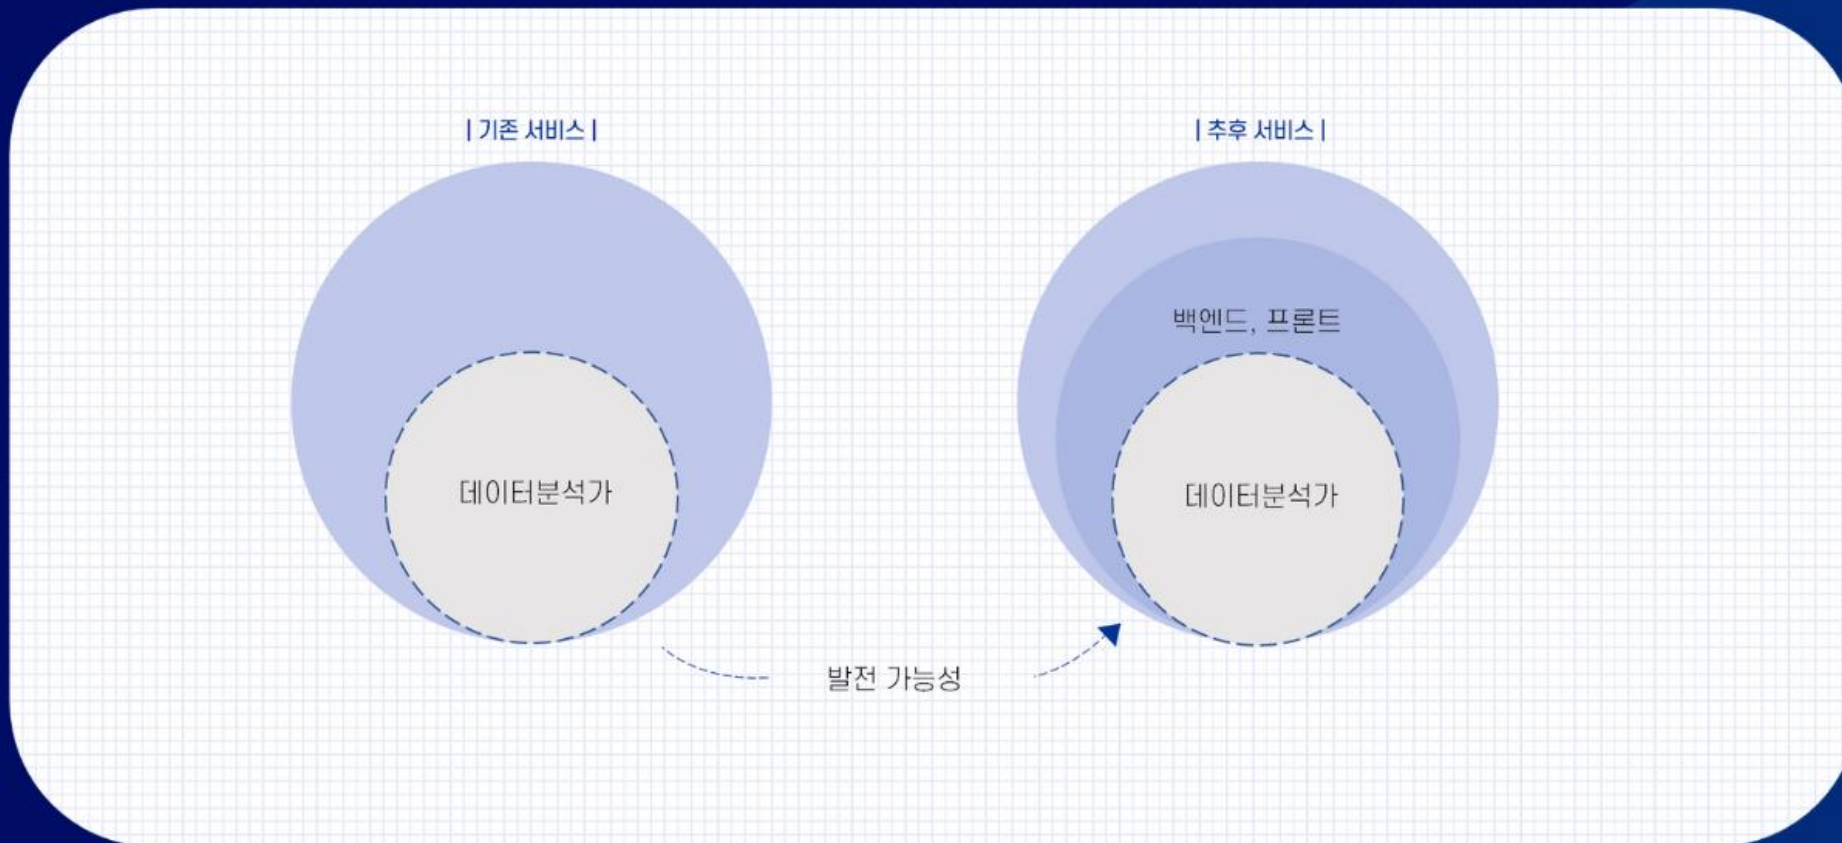 | 기존 서비스 |
| 추후 서비스 |
백엔드, 프론트
데이터분석가
데이터분석가
발전 가능성